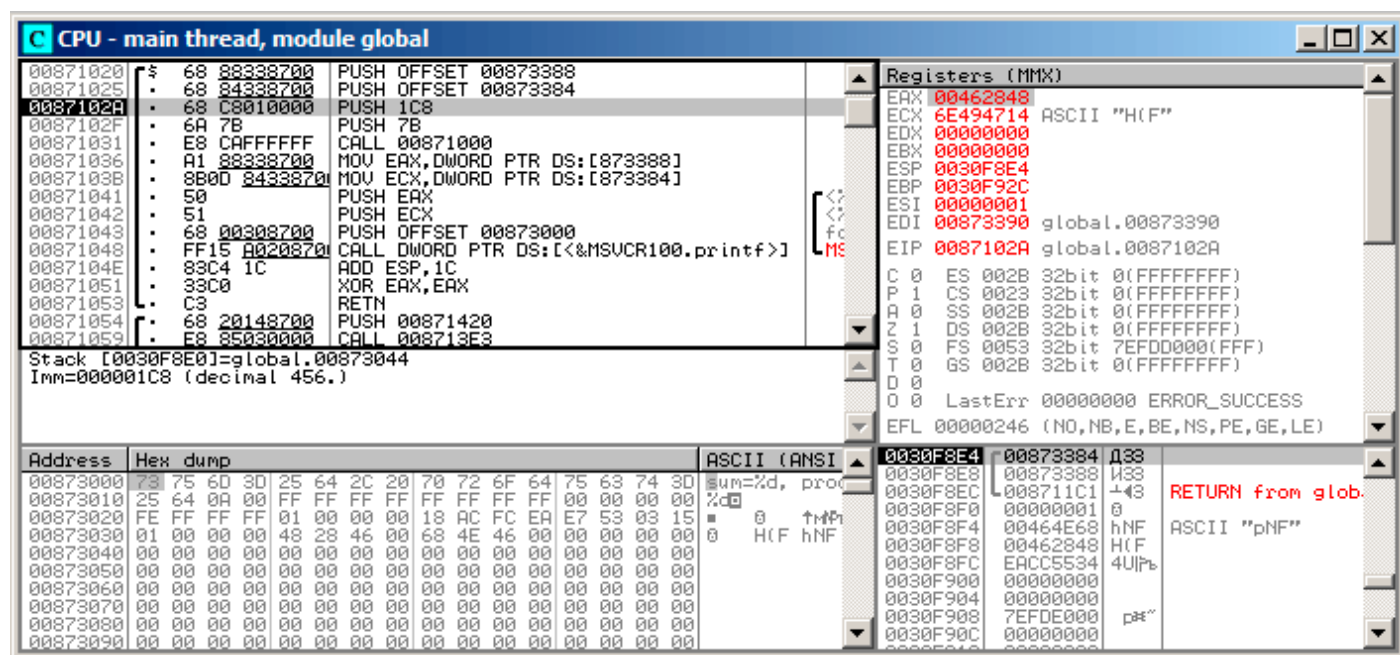 CPU - main thread, module global
00871020 $ 68 88338700 PUSH OFFSET 00873388
00871025 . 68 84338700 PUSH OFFSET 00873384
0087102A . 68 C8010000 PUSH 1C8
0087102F . 6A 7B PUSH 7B
00871031 . E8 CAFFFFFF CALL 00871000
00871036 . A1 88338700 MOV EAX,DWORD PTR DS:[873388]
0087103B . 8B0D 8433870 MOV ECX,DWORD PTR DS:[873384]
00871041 . 50 PUSH EAX <%
00871042 . 51 PUSH ECX <%
00871043 . 68 00308700 PUSH OFFSET 00873000 fo
00871048 . FF15 A020870 CALL DWORD PTR DS:[<&MSVCR100.printf>] MS
0087104E . 83C4 1C ADD ESP,1C
00871051 . 33C0 XOR EAX,EAX
00871053 . C3 RETN
00871054 . 68 20148700 PUSH 00871420
00871059 . E8 85030000 CALL 008713E3
Stack [0030F8E0]=global.00873044
Imm=000001C8 (decimal 456.)
Registers (MMX)
EAX 00462848
ECX 6E494714 ASCII "H(F"
EDX 00000000
EBX 00000000
ESP 0030F8E4
EBP 0030F92C
ESI 00000001
EDI 00873390 global.00873390
EIP 0087102A global.0087102A
C 0 ES 002B 32bit 0(FFFFFFFF)
P 1 CS 0023 32bit 0(FFFFFFFF)
A 0 SS 002B 32bit 0(FFFFFFFF)
Z 1 DS 002B 32bit 0(FFFFFFFF)
S 0 FS 0053 32bit 7EFDD000(FFF)
T 0 GS 002B 32bit 0(FFFFFFFF)
D 0
O 0 LastErr 00000000 ERROR_SUCCESS
EFL 00000246 (NO,NB,E,BE,NS,PE,GE,LE)
Address Hex dump ASCII (ANSI
00873000 73 75 6D 3D 25 64 2C 20 70 72 6F 64 75 63 74 3D sum=%d, prod
00873010 25 64 0A 00 FF FF FF FF FF FF FF FF 00 00 00 00 %d
00873020 FE FF FF FF 01 00 00 00 18 AC FC EA E7 53 03 15
00873030 01 00 00 00 48 28 46 00 68 4E 46 00 00 00 00 00 H(F hNF
00873040 00 00 00 00 00 00 00 00 00 00 00 00 00 00 00 00
00873050 00 00 00 00 00 00 00 00 00 00 00 00 00 00 00 00
00873060 00 00 00 00 00 00 00 00 00 00 00 00 00 00 00 00
00873070 00 00 00 00 00 00 00 00 00 00 00 00 00 00 00 00
00873080 00 00 00 00 00 00 00 00 00 00 00 00 00 00 00 00
00873090 00 00 00 00 00 00 00 00 00 00 00 00 00 00 00 00
0030F8E4 00873384 Д33
0030F8E8 00873388 И33
0030F8EC 008711C1 RETURN from glob
0030F8F0 00000001
0030F8F4 00464E68 hNF ASCII "pNF"
0030F8F8 00462848 H(F
0030F8FC EACC5534 4U
0030F900 00000000
0030F904 00000000
0030F908 7EFDE000
0030F90C 00000000